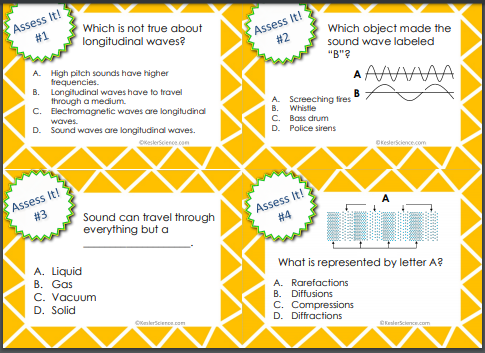 Assess It!
#1
Which is not true about
longitudinal waves?
A. High pitch sounds have higher
frequencies.
B. Longitudinal waves have to travel
through a medium.
C. Electromagnetic waves are longitudinal
waves.
D. Sound waves are longitudinal waves.
©KeslerScience.com
Assess It!
#2
Which object made the
sound wave labeled
“B”?
A
B
A. Screeching tires
B. Whistle
C. Bass drum
D. Police sirens
©KeslerScience.com
Assess It!
#3
Sound can travel through
everything but a
____________________.
A. Liquid
B. Gas
C. Vacuum
D. Solid
©KeslerScience.com
Assess It!
#4
A
What is represented by letter A?
A. Rarefactions
B. Diffusions
C. Compressions
D. Diffractions
©KeslerScience.com